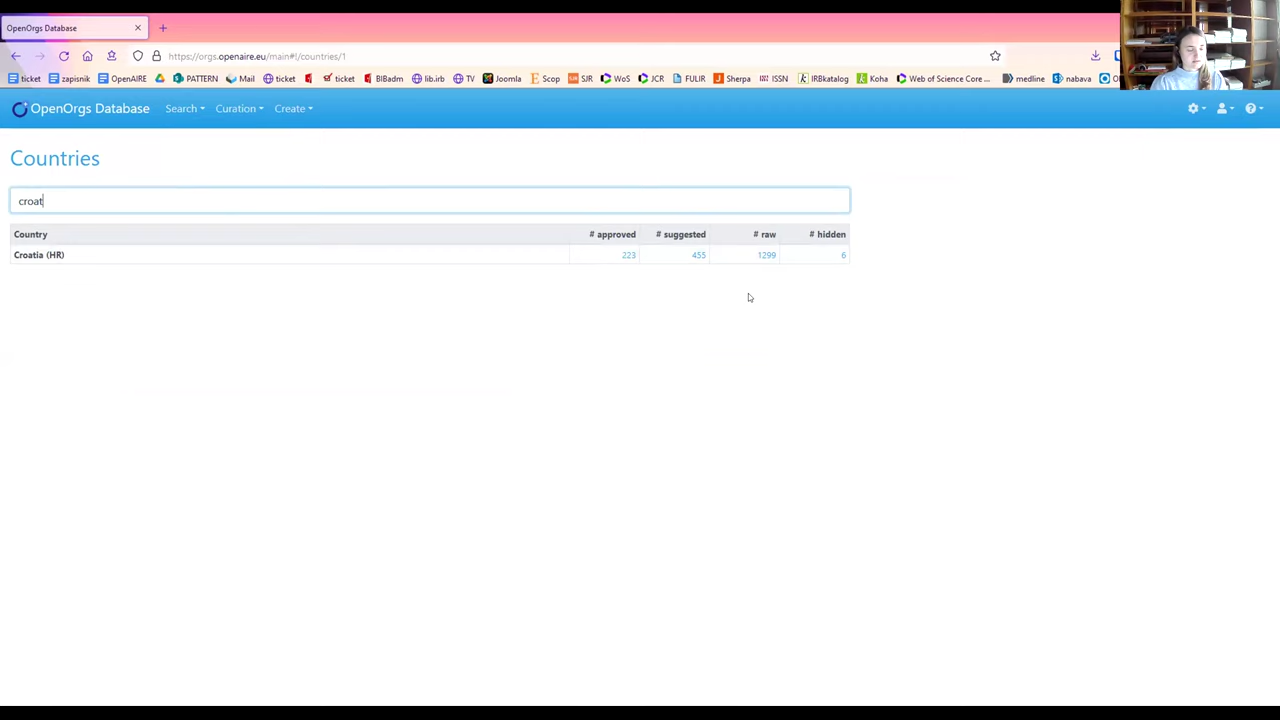 OpenOrgs Database
https://orgs.openaire.eu/main#!/countries/1
ticket zapisnik OpenAIRE PATTERN Mail ticket ticket BIBadm lib.irb TV Joomla Scop SJR WoS JCR FULIR Sherpa ISSN IRBkatalog Koha Web of Science Core ... medline nabava
OpenOrgs Database Search Curation Create
Countries
croat
Country # approved # suggested # raw # hidden
Croatia (HR) 223 455 1299 6